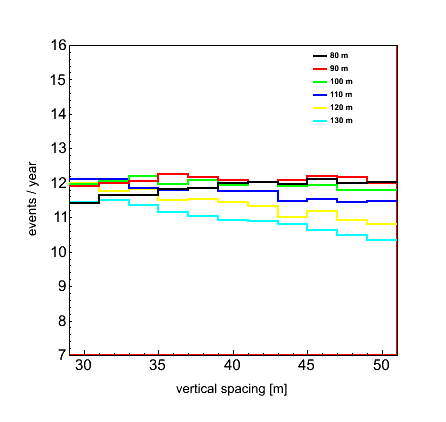 16
15
14
13
12
11
10
9
8
7
events / year
80 m
90 m
100 m
110 m
120 m
130 m
30 35 40 45 50
vertical spacing [m]